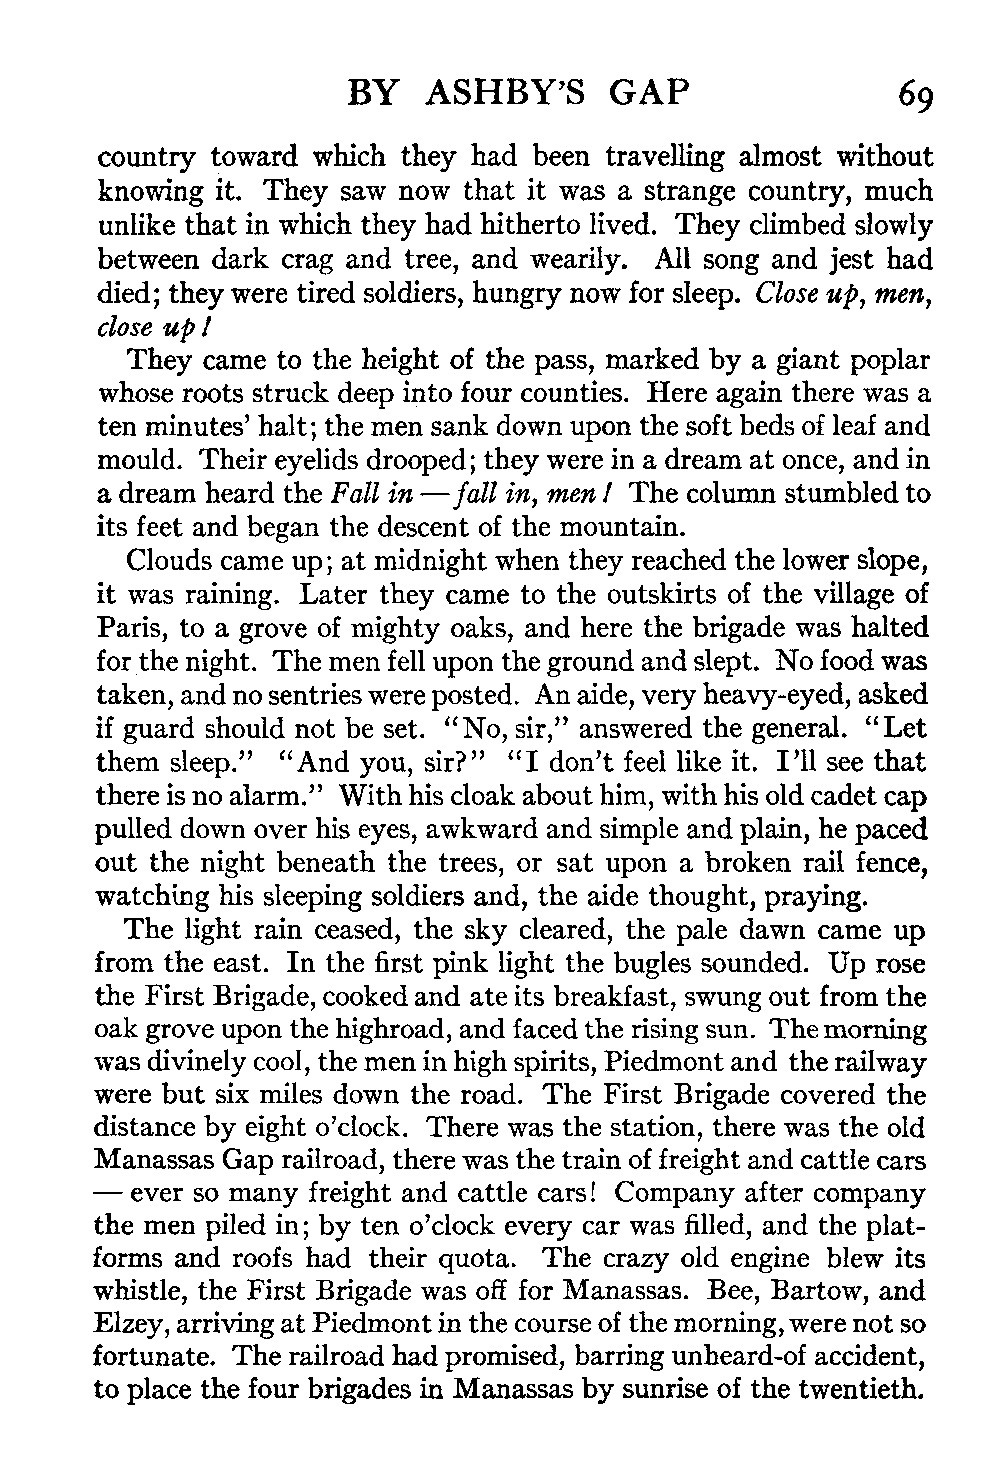 BY ASHBY'S GAP 69
country toward which they had been travelling almost without
knowing it. They saw now that it was a strange country, much
unlike that in which they had hitherto lived. They climbed slowly
between dark crag and tree, and wearily. All song and jest had
died; they were tired soldiers, hungry now for sleep. Close up, men,
close up!
They came to the height of the pass, marked by a giant poplar
whose roots struck deep into four counties. Here again there was a
ten minutes' halt; the men sank down upon the soft beds of leaf and
mould. Their eyelids drooped; they were in a dream at once, and in
a dream heard the Fall in — fall in, men! The column stumbled to
its feet and began the descent of the mountain.
Clouds came up; at midnight when they reached the lower slope,
it was raining. Later they came to the outskirts of the village of
Paris, to a grove of mighty oaks, and here the brigade was halted
for the night. The men fell upon the ground and slept. No food was
taken, and no sentries were posted. An aide, very heavy-eyed, asked
if guard should not be set. "No, sir," answered the general. "Let
them sleep." "And you, sir?" "I don't feel like it. I'll see that
there is no alarm." With his cloak about him, with his old cadet cap
pulled down over his eyes, awkward and simple and plain, he paced
out the night beneath the trees, or sat upon a broken rail fence,
watching his sleeping soldiers and, the aide thought, praying.
The light rain ceased, the sky cleared, the pale dawn came up
from the east. In the first pink light the bugles sounded. Up rose
the First Brigade, cooked and ate its breakfast, swung out from the
oak grove upon the highroad, and faced the rising sun. The morning
was divinely cool, the men in high spirits, Piedmont and the railway
were but six miles down the road. The First Brigade covered the
distance by eight o'clock. There was the station, there was the old
Manassas Gap railroad, there was the train of freight and cattle cars
— ever so many freight and cattle cars! Company after company
the men piled in; by ten o'clock every car was filled, and the plat-
forms and roofs had their quota. The crazy old engine blew its
whistle, the First Brigade was off for Manassas. Bee, Bartow, and
Elzey, arriving at Piedmont in the course of the morning, were not so
fortunate. The railroad had promised, barring unheard-of accident,
to place the four brigades in Manassas by sunrise of the twentieth.